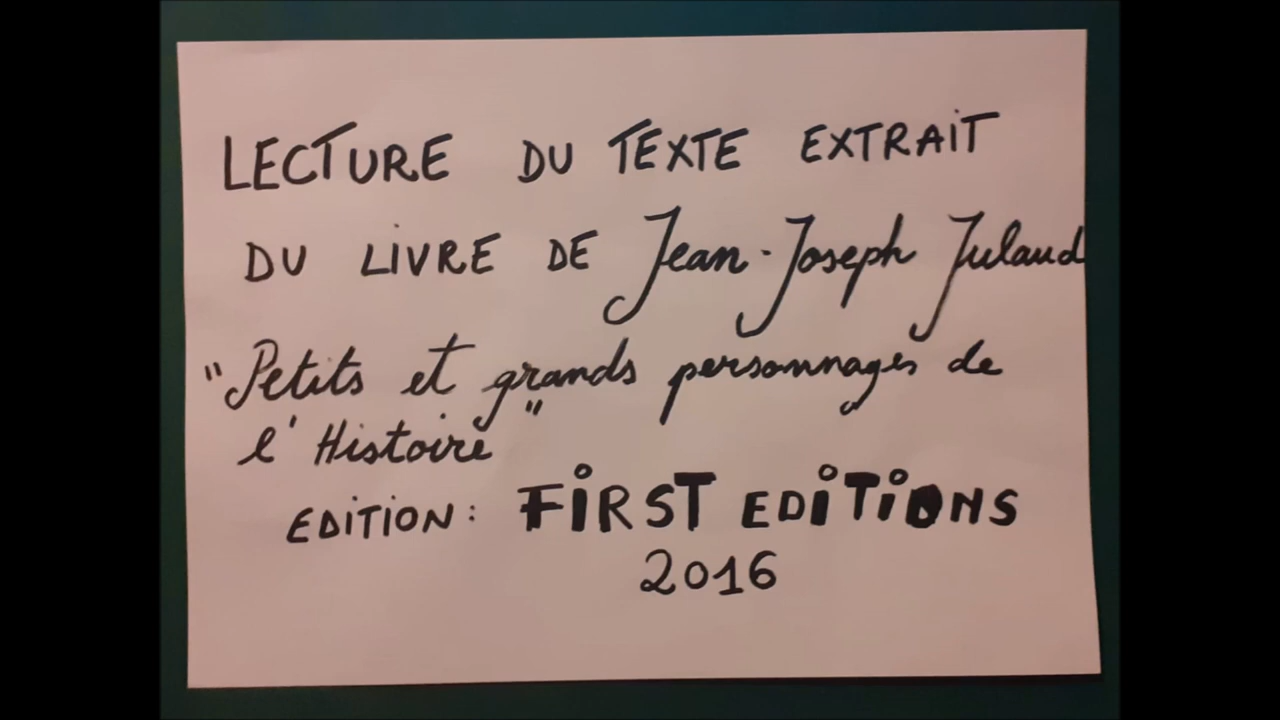 LECTURE DU TEXTE EXTRAIT
DU LIVRE DE Jean-Joseph Julaud
"Petits et grands personnages de
l'Histoire"
EDITION: FIRST EDITIONS
2016